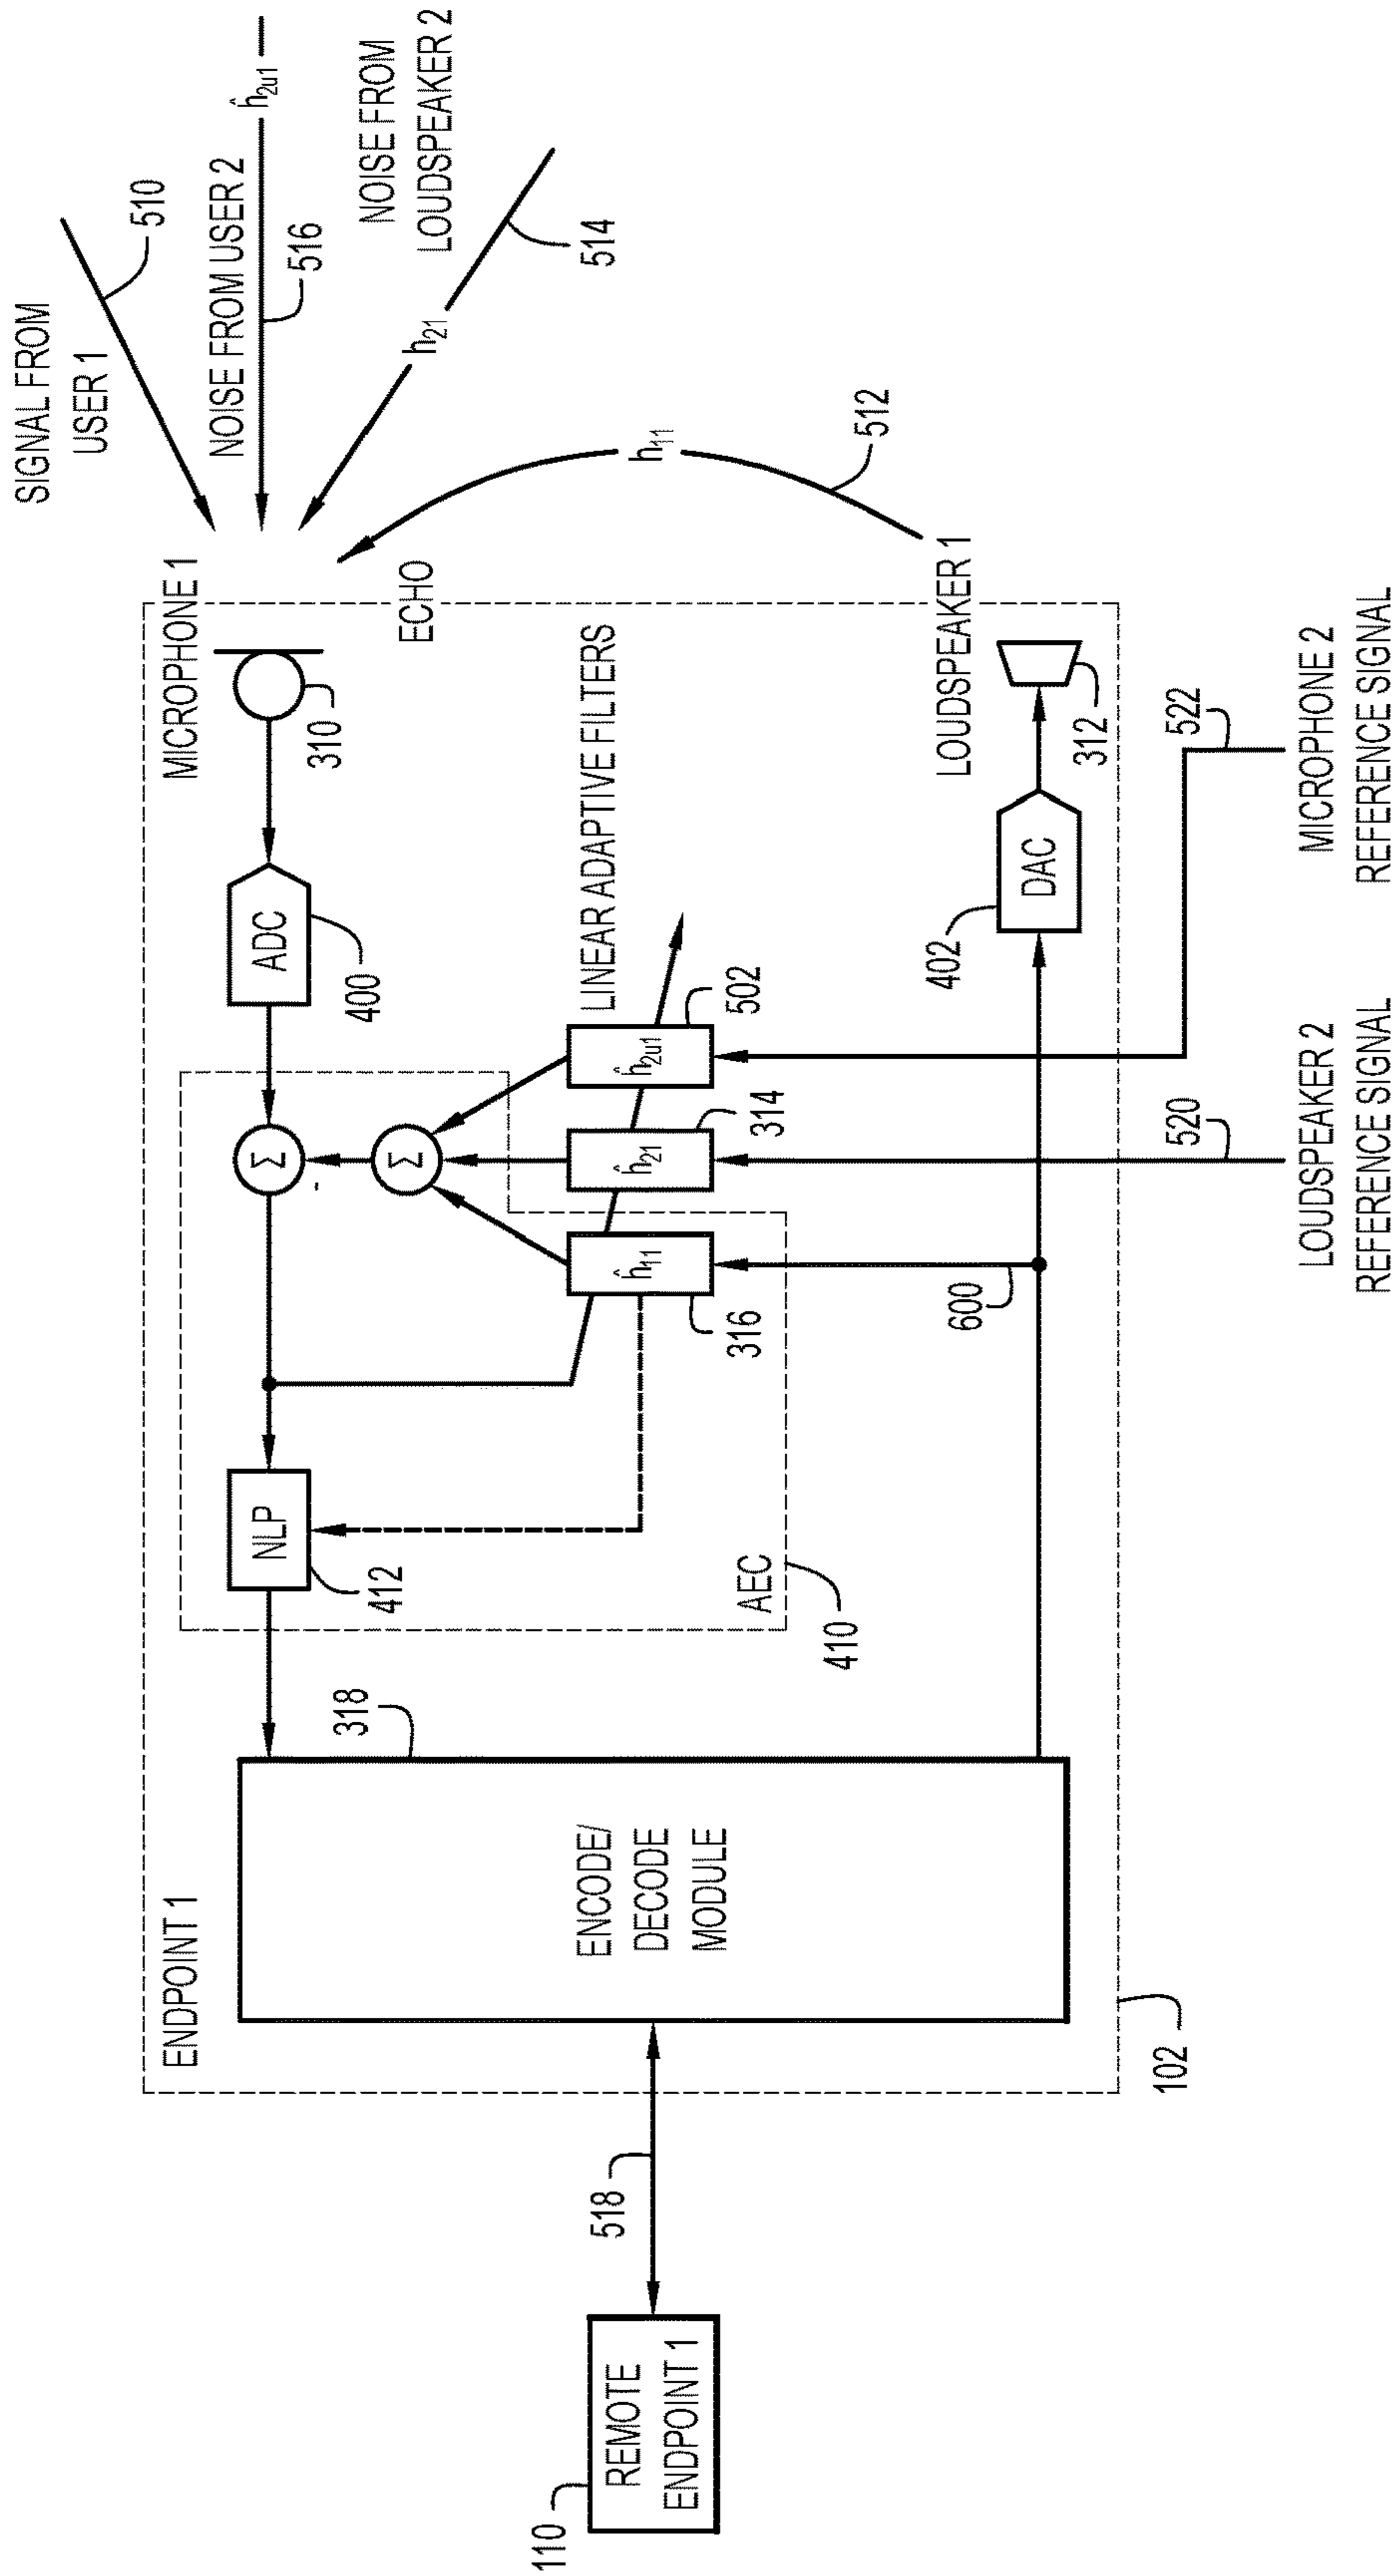 SIGNAL FROM
USER 1
510
NOISE FROM USER 2
516
ĥ2u1
NOISE FROM
LOUDSPEAKER 2
514
h21
h11
512
ENDPOINT 1
MICROPHONE 1
310
ECHO
ADC
400
Σ
Σ
NLP
412
LINEAR ADAPTIVE FILTERS
ĥ11
316
ĥ21
314
ĥ2u1
502
AEC
410
318
ENCODE/
DECODE
MODULE
600
402
DAC
LOUDSPEAKER 1
312
102
518
REMOTE
ENDPOINT 1
110
520
LOUDSPEAKER 2
REFERENCE SIGNAL
522
MICROPHONE 2
REFERENCE SIGNAL